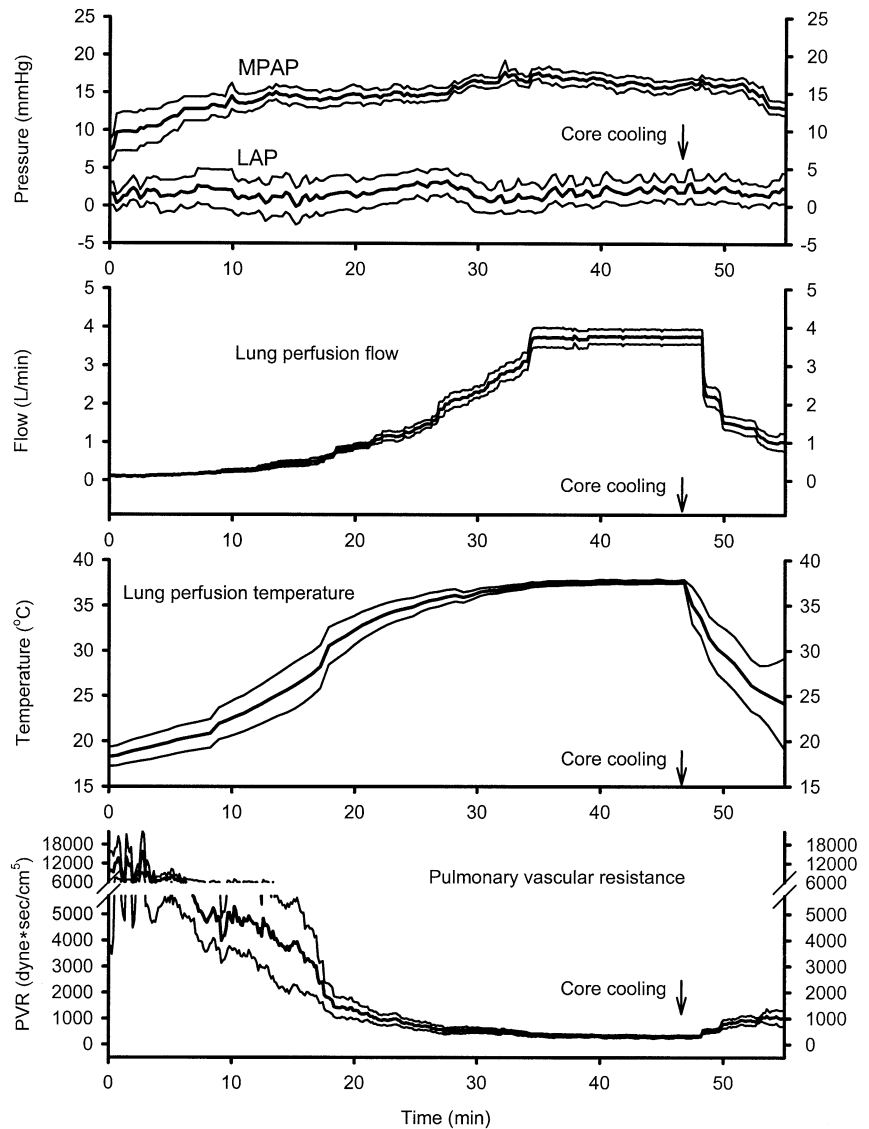 25 25
20 20
MPAP
15 15
Core cooling
10 10
LAP
5 5
0 0
-5 -5
Pressure (mmHg)
0 10 20 30 40 50
5 5
4 4
Lung perfusion flow
3 3
2 2
1 1
0 0
Core cooling
Flow (L/min)
0 10 20 30 40 50
40 40
Lung perfusion temperature
35 35
30 30
25 25
20 20
Core cooling
15 15
Temperature (°C)
0 10 20 30 40 50
18000 18000
12000 12000
6000 6000
Pulmonary vascular resistance
5000 5000
4000 4000
3000 3000
2000 2000
Core cooling
1000 1000
0 0
PVR (dyne*sec/cm⁵)
0 10 20 30 40 50
Time (min)